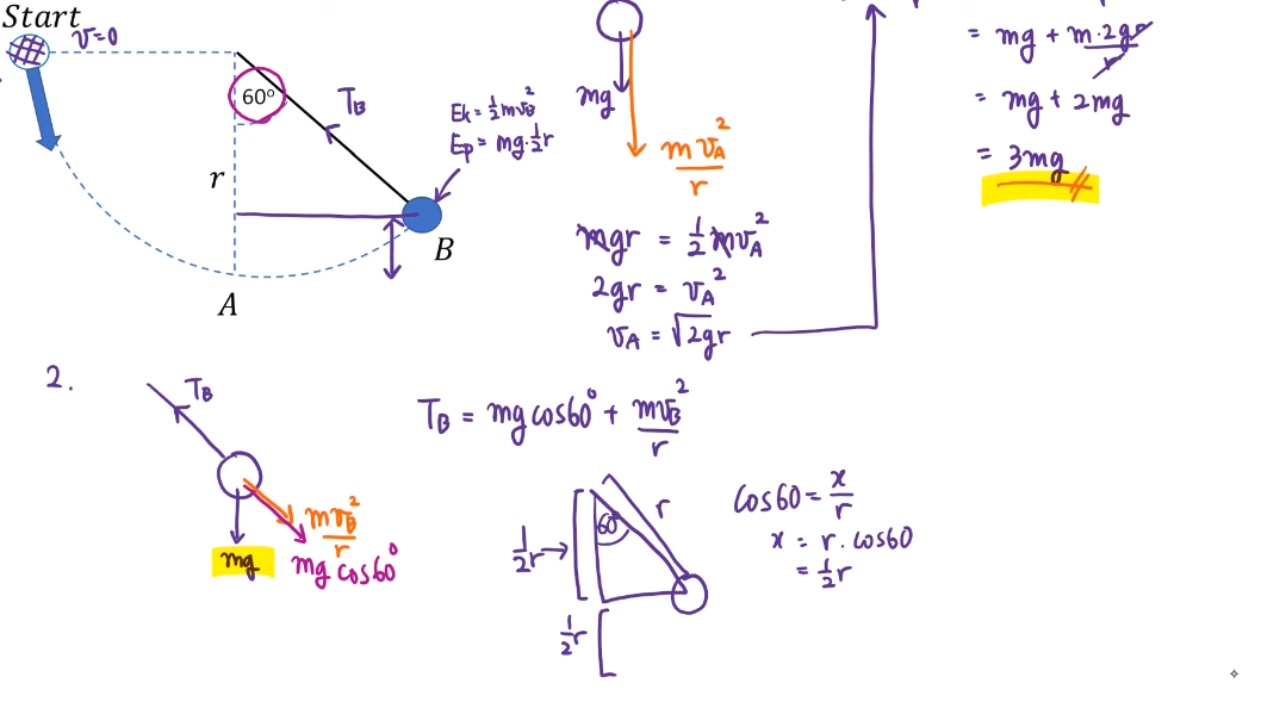 Start
v=0
60°
T_B
r
E_k = ½mv_B²
E_p = mg·½r
B
A
mg
mv_A²/r
mgr = ½mv_A²
2gr = v_A²
v_A = √2gr
= mg + m·2gr/r
= mg + 2mg
= 3mg
2.
T_B
mg
mv_B²/r
mg cos60°
T_B = mg cos60° + mv_B²/r
60°
r
½r→
½r
Cos60 = x/r
x = r.cos60
= ½r